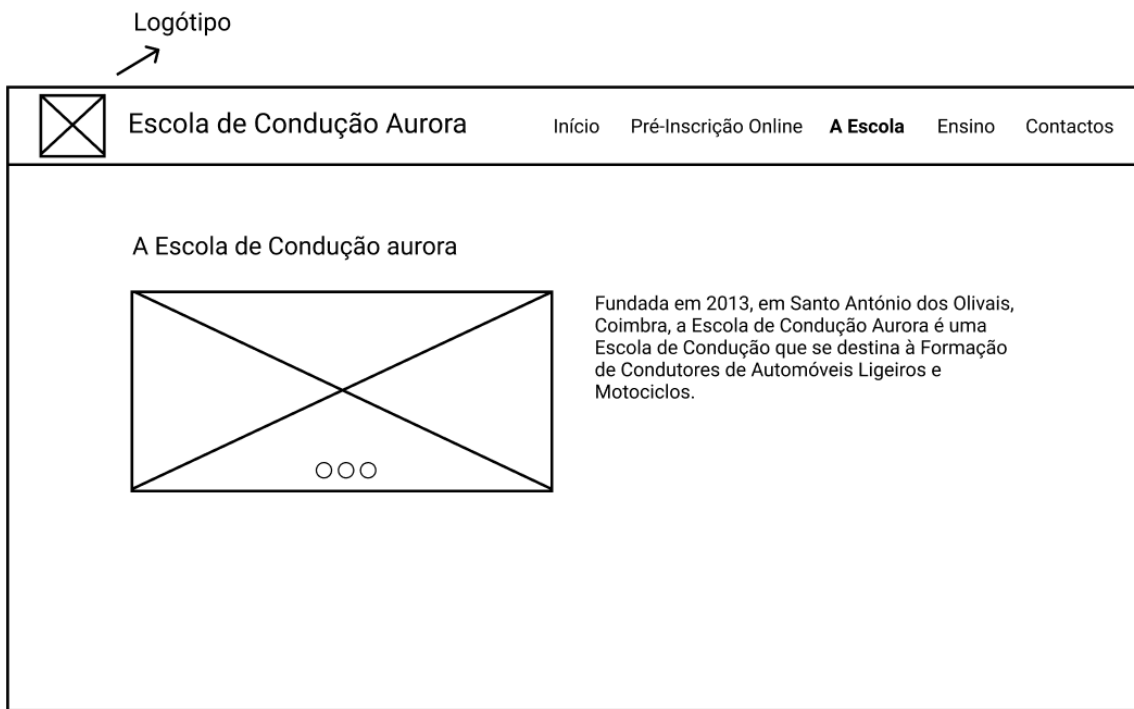 Logótipo
Escola de Condução Aurora
Início Pré-Inscrição Online A Escola Ensino Contactos
A Escola de Condução aurora
Fundada em 2013, em Santo António dos Olivais,
Coimbra, a Escola de Condução Aurora é uma
Escola de Condução que se destina à Formação
de Condutores de Automóveis Ligeiros e
Motociclos.